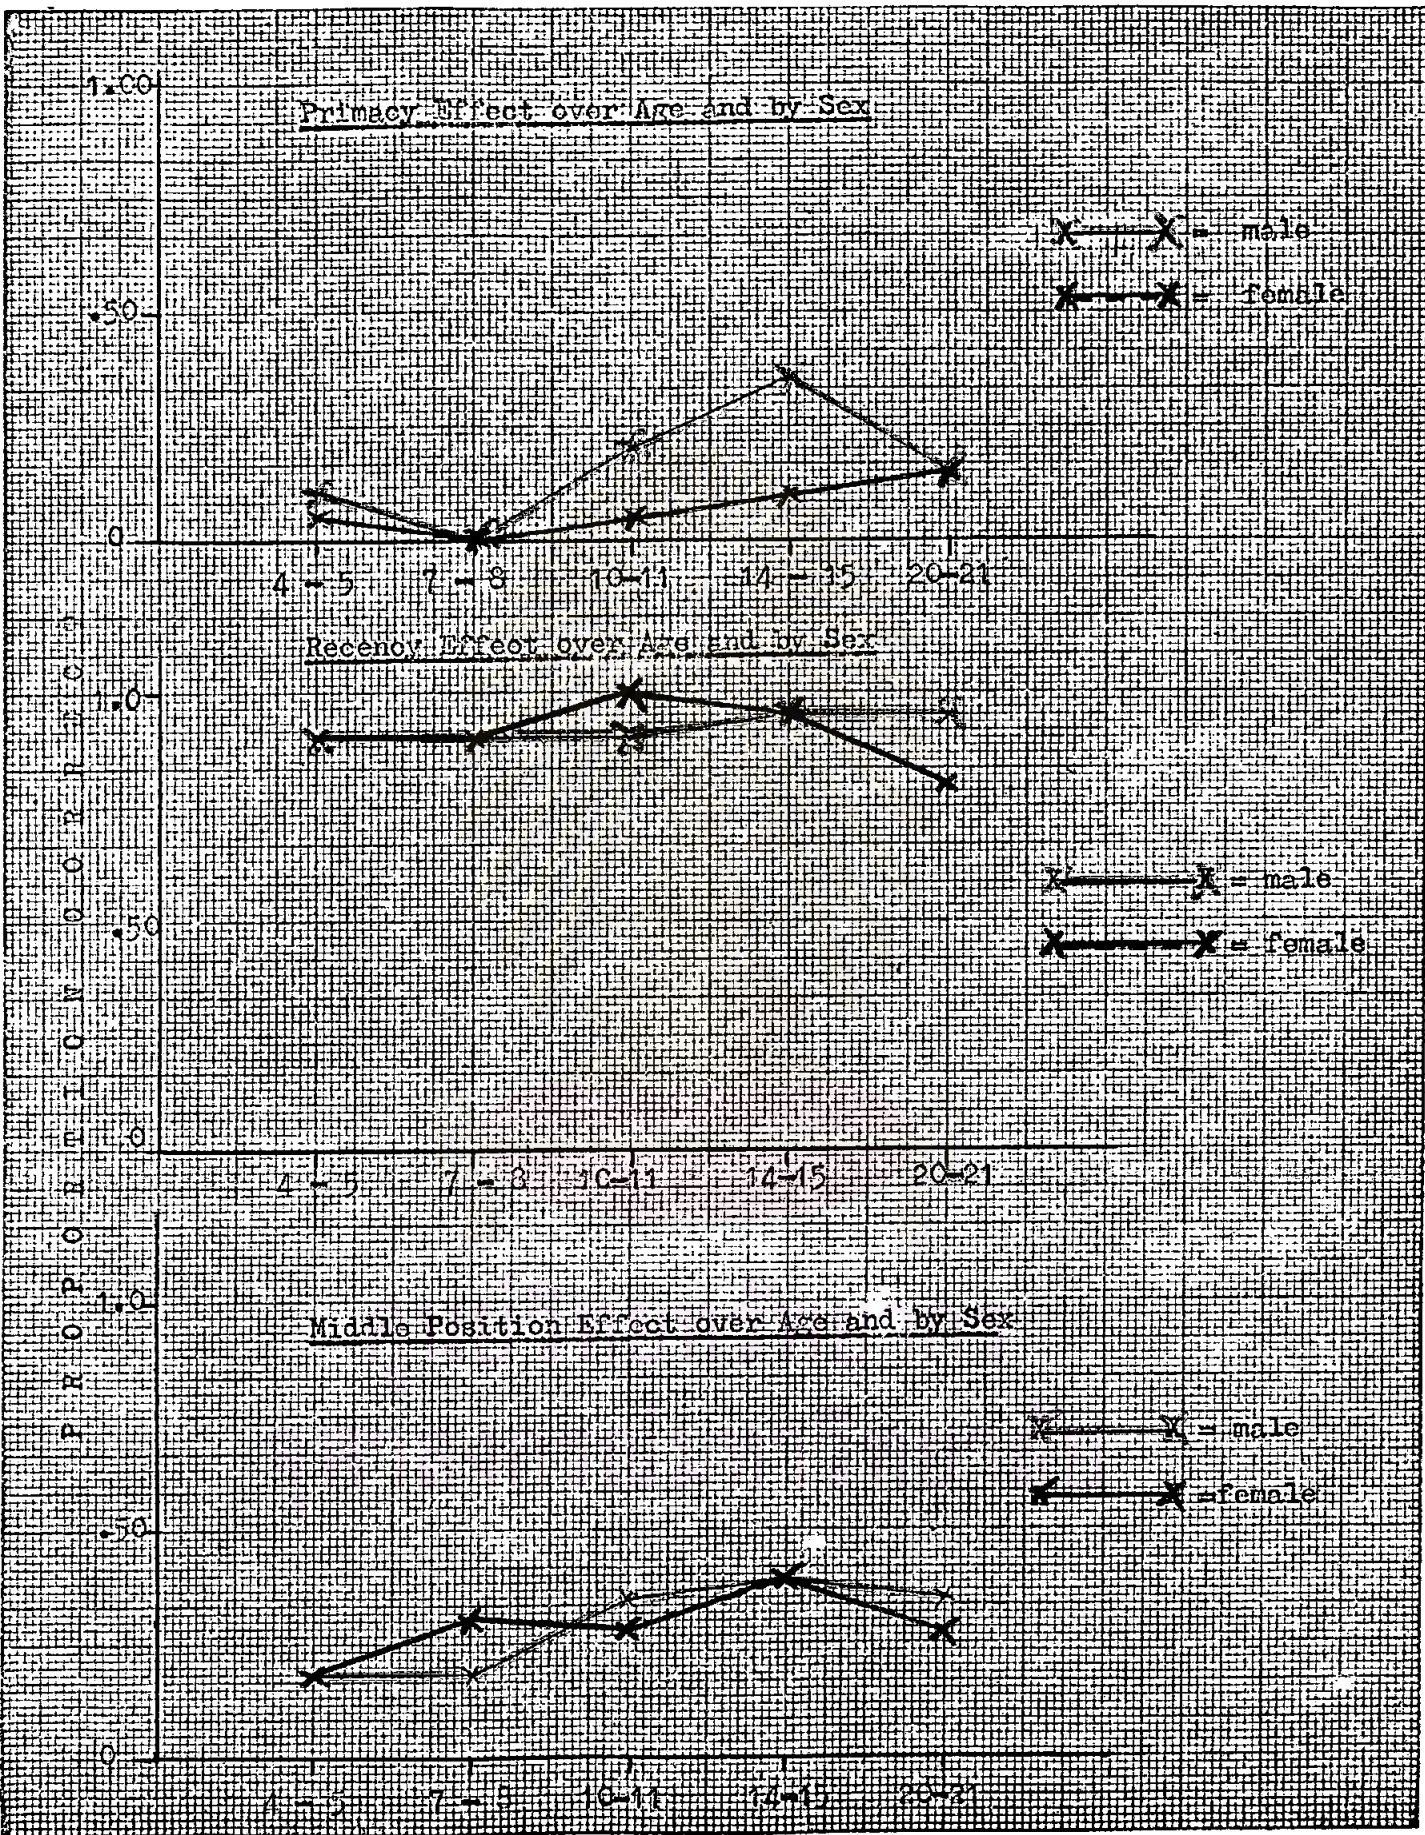 1.00
Primacy Effect over Age and by Sex
= male
= female
.50
0
4 - 5 7 - 8 10-11 14 - 15 20-21
Recency Effect over Age and by Sex
1.0
= male
.50
= female
0
4 - 5 7 - 8 10-11 14-15 20-21
1.0
Middle Position Effect over Age and by Sex
= male
=female
.50
0
4 - 5 7 - 8 10-11 14-15 20-21
PROPORTION CORRECT